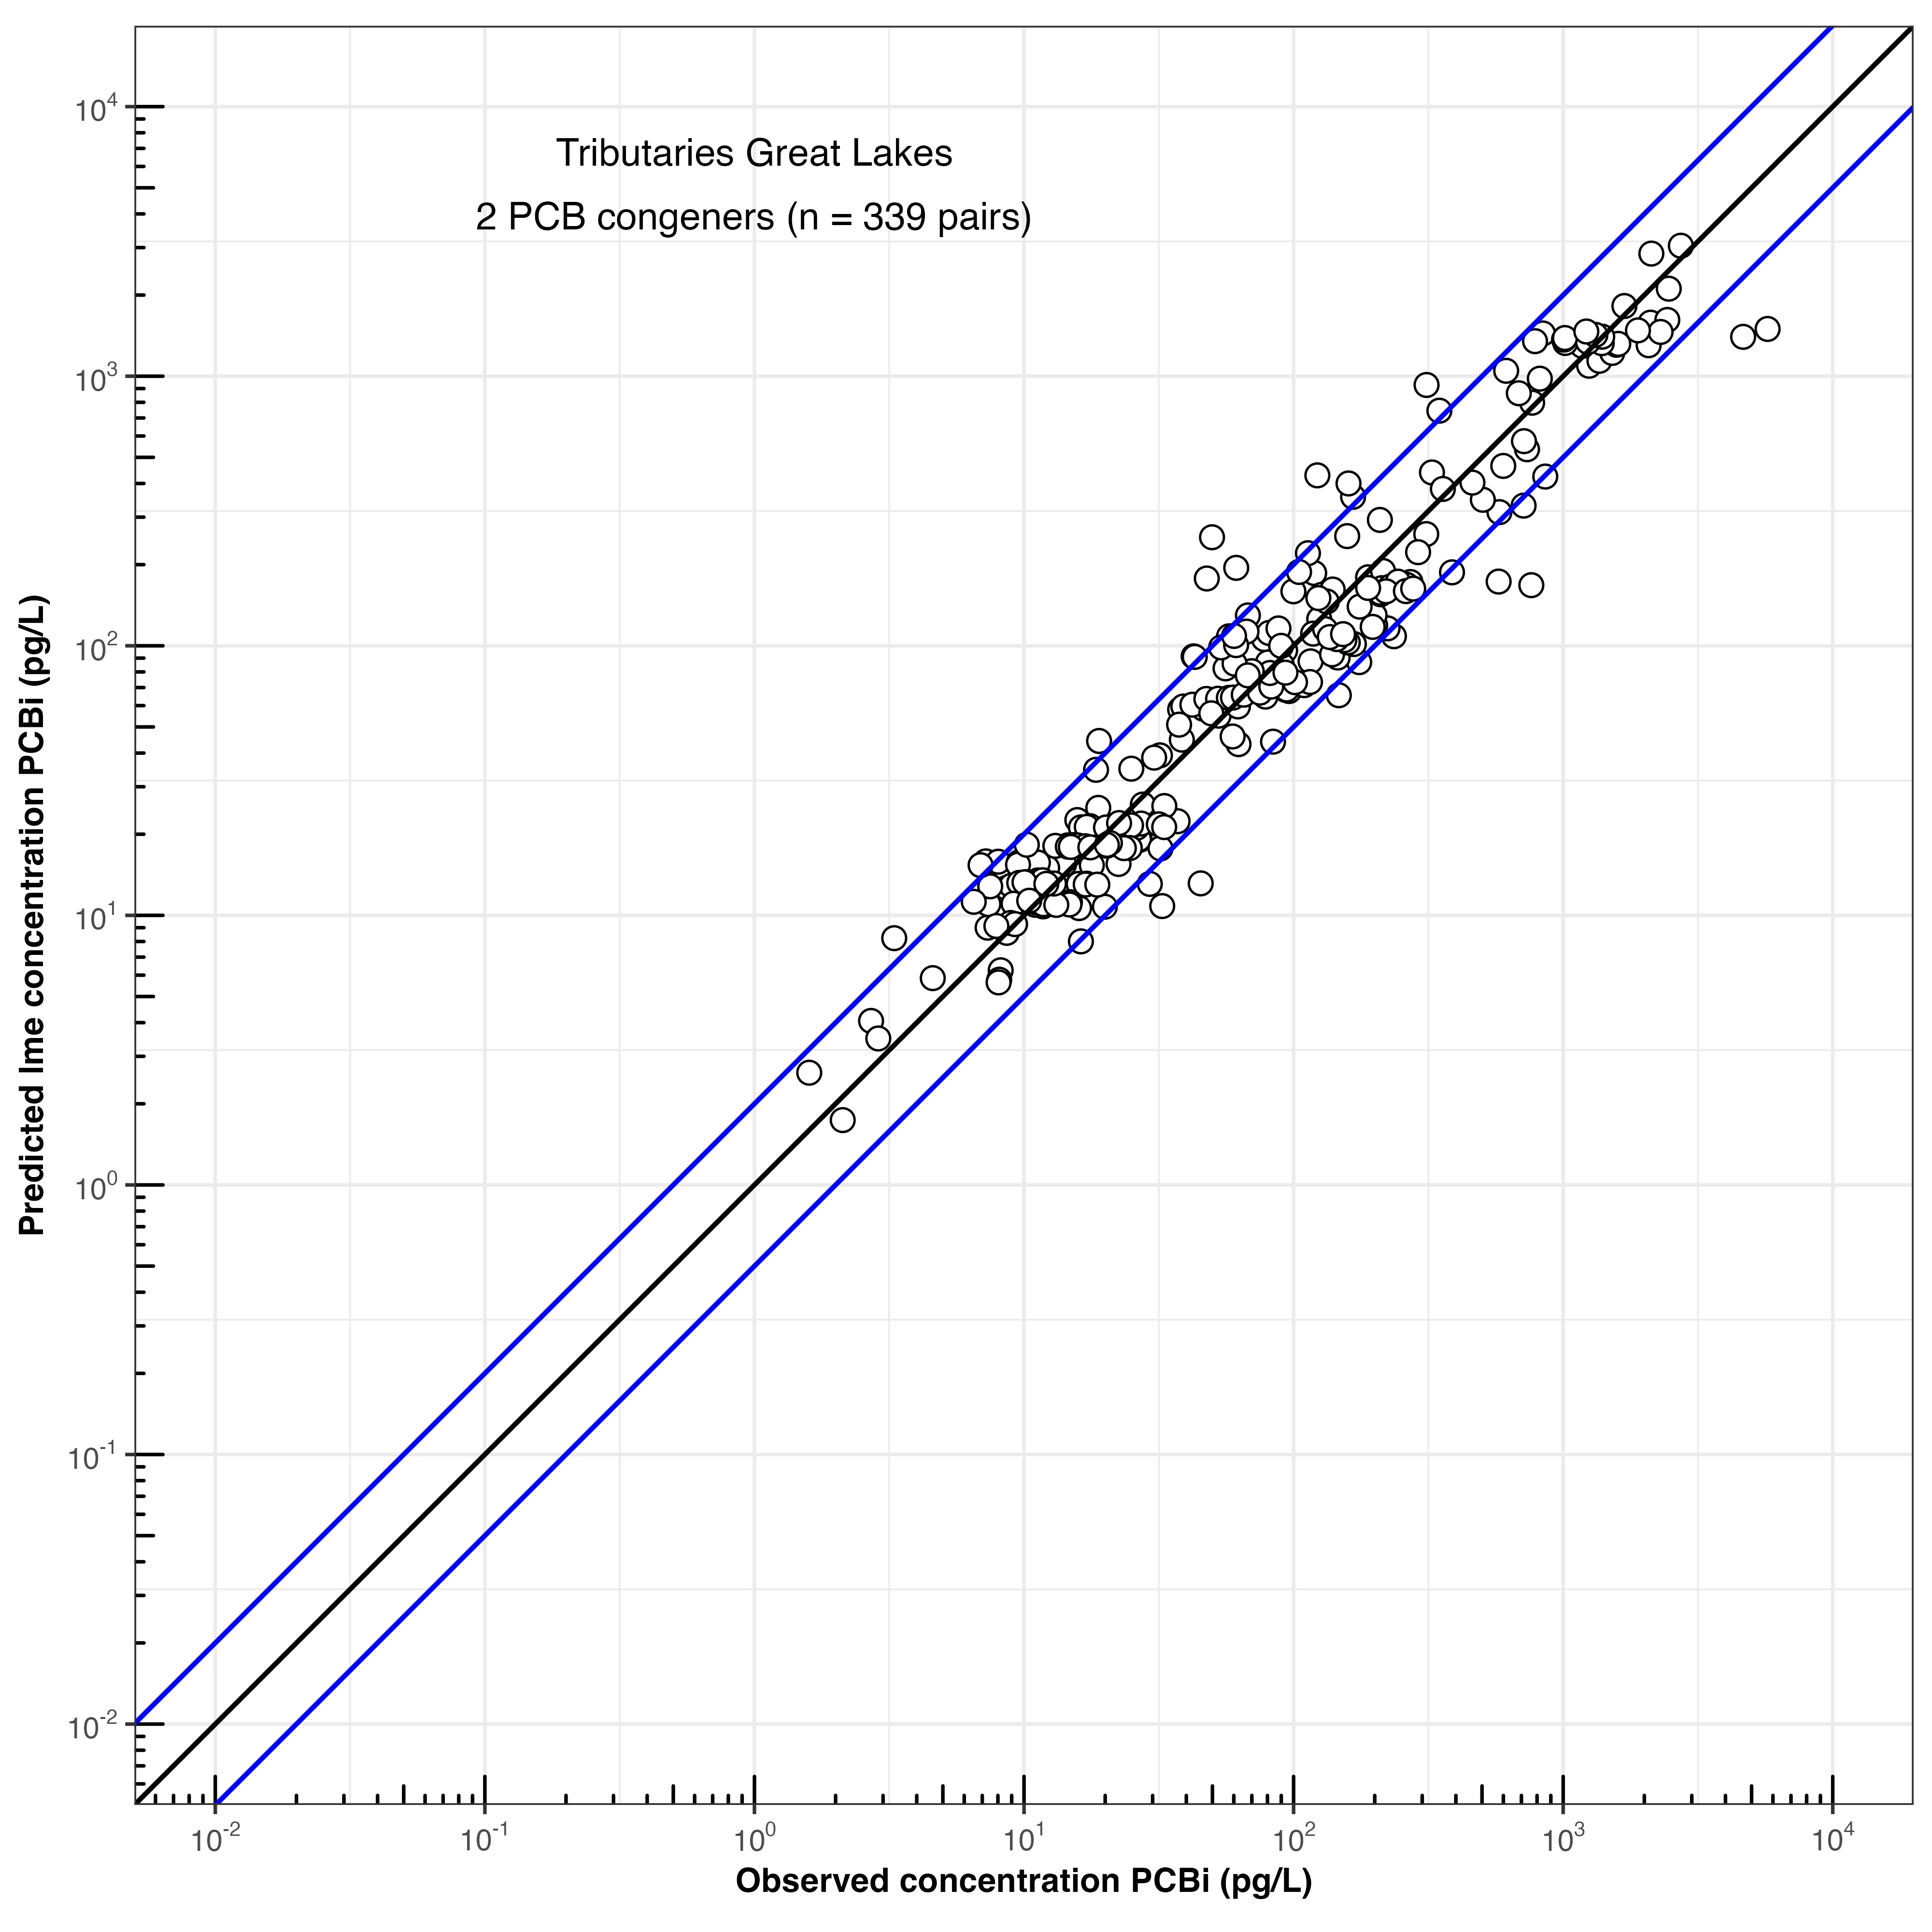 Tributaries Great Lakes
2 PCB congeners (n = 339 pairs)
Predicted lme concentration PCBi (pg/L)
10^4
10^3
10^2
10^1
10^0
10^-1
10^-2
10^-2 10^-1 10^0 10^1 10^2 10^3 10^4
Observed concentration PCBi (pg/L)